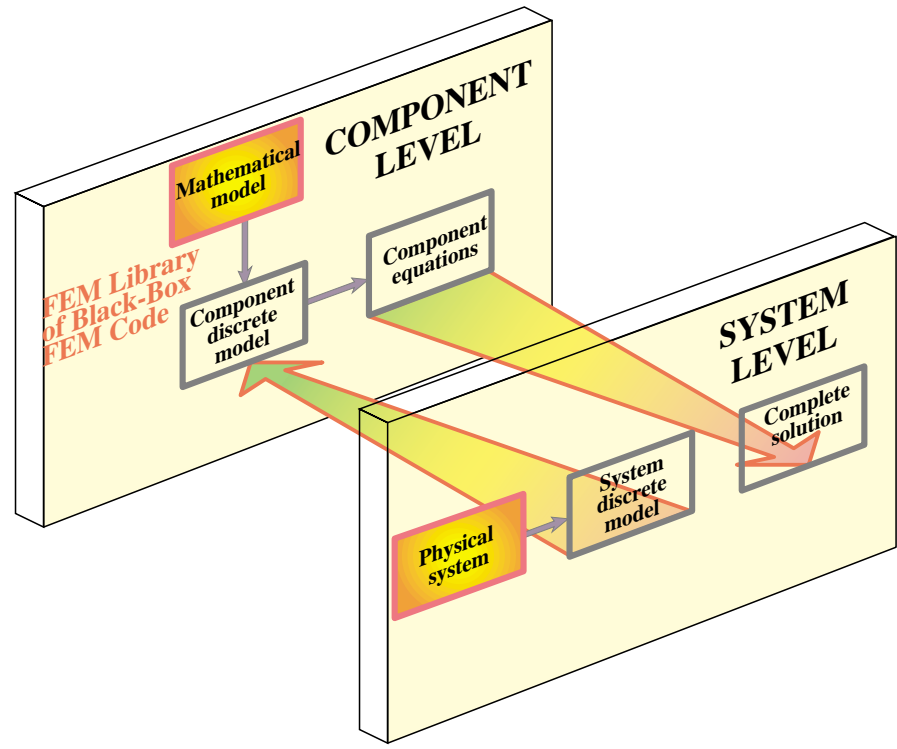 COMPONENT
LEVEL
Mathematical
model
FEM Library
of Black-Box
FEM Code
Component
discrete
model
Component
equations
SYSTEM
LEVEL
Complete
solution
System
discrete
model
Physical
system